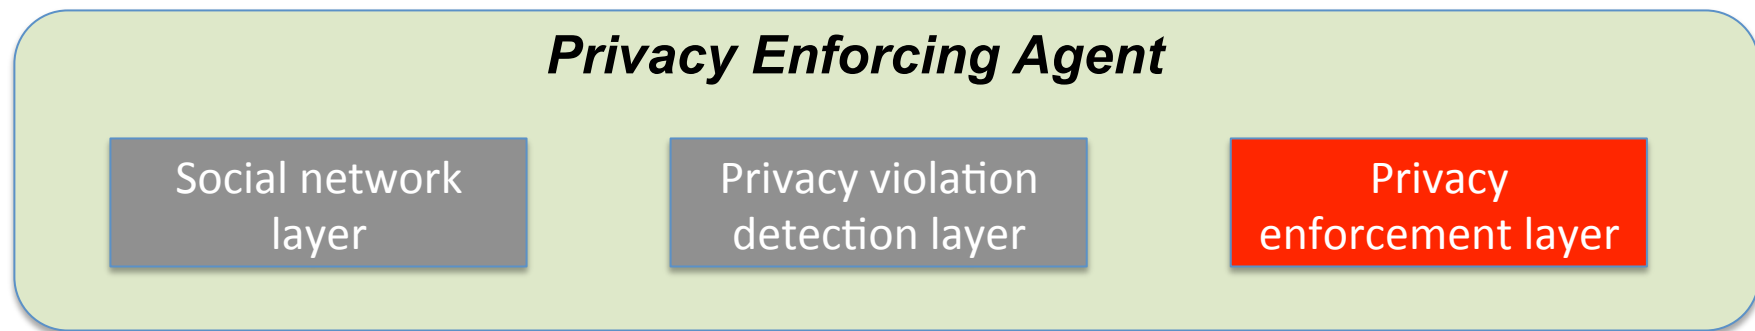 Privacy Enforcing Agent
Social network
layer
Privacy violation
detection layer
Privacy
enforcement layer